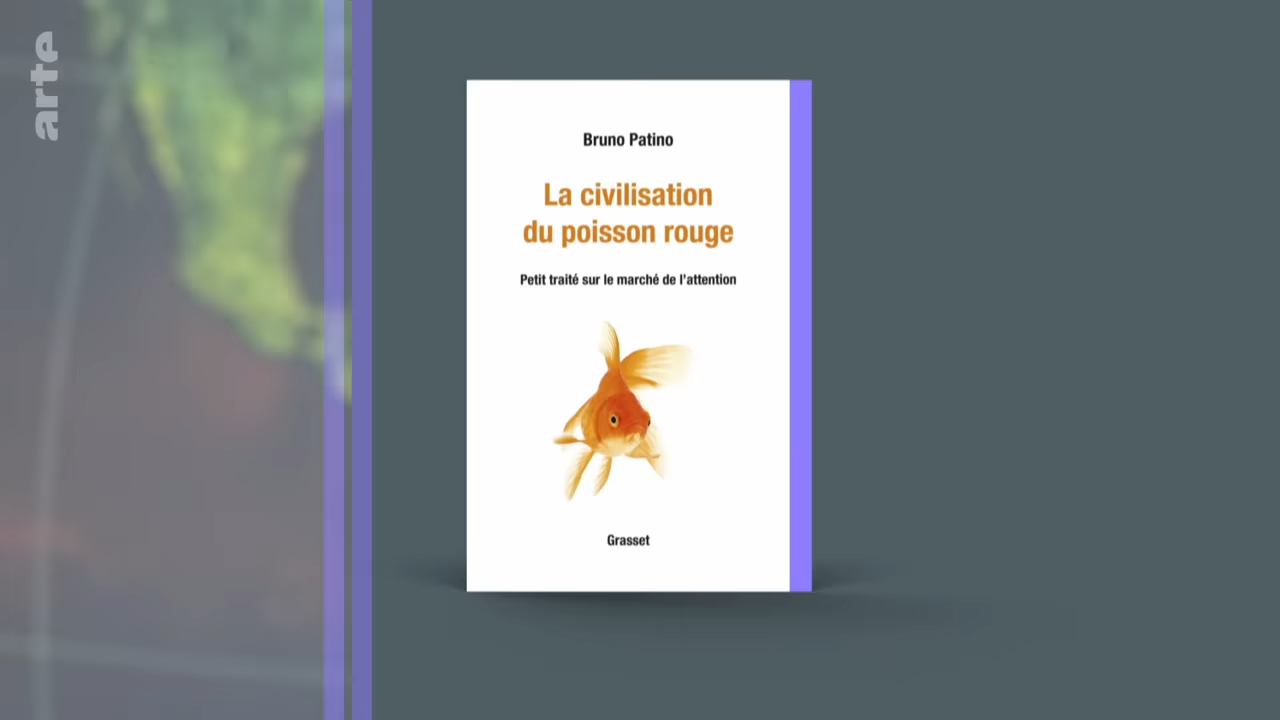 arte
Bruno Patino
La civilisation
du poisson rouge
Petit traité sur le marché de l'attention
Grasset